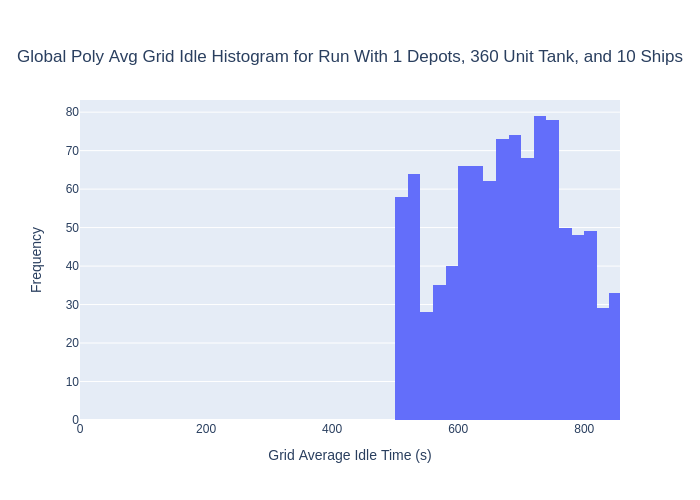 Global Poly Avg Grid Idle Histogram for Run With 1 Depots, 360 Unit Tank, and 10 Ships
80
70
60
50
40
30
20
10
0
0 200 400 600 800
Frequency
Grid Average Idle Time (s)